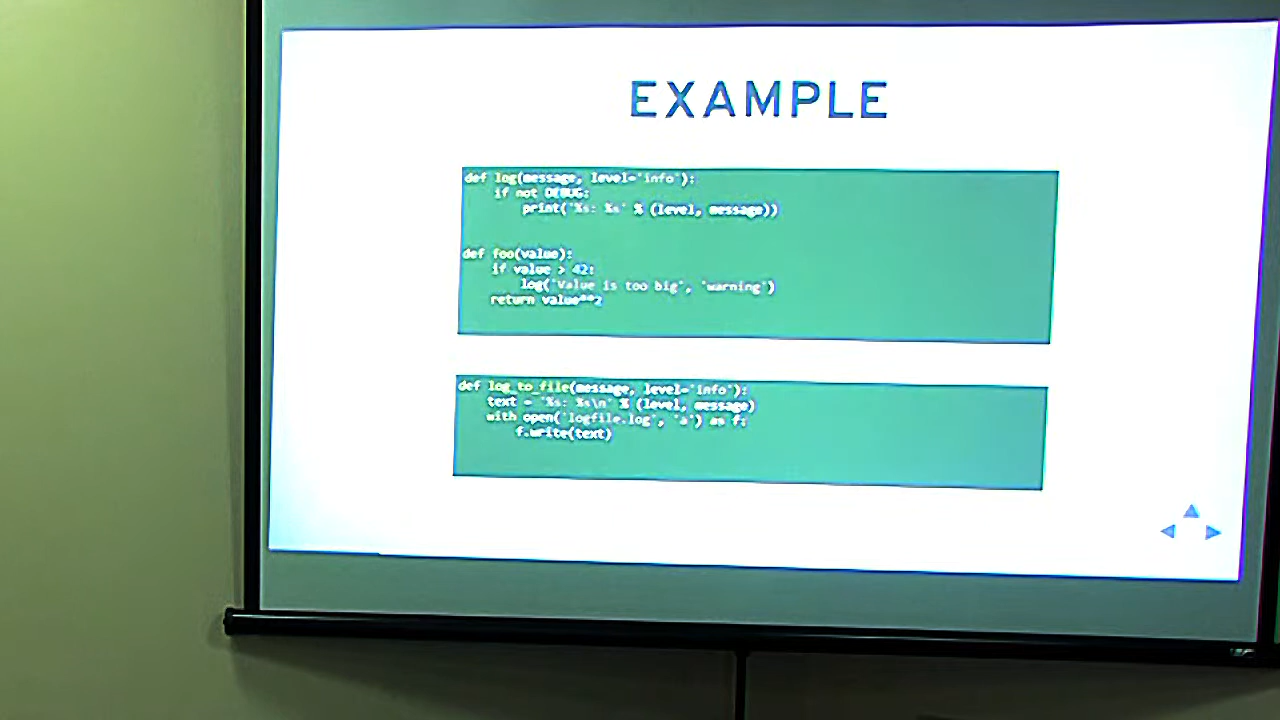 EXAMPLE
def log(message, level='info'):
    if not DEBUG:
        print('%s: %s' % (level, message))
def foo(value):
    if value > 42:
        log('Value is too big', 'warning')
    return value**2
def log_to_file(message, level='info'):
    text = '%s: %s\n' % (level, message)
    with open('logfile.log', 'a') as f:
        f.write(text)